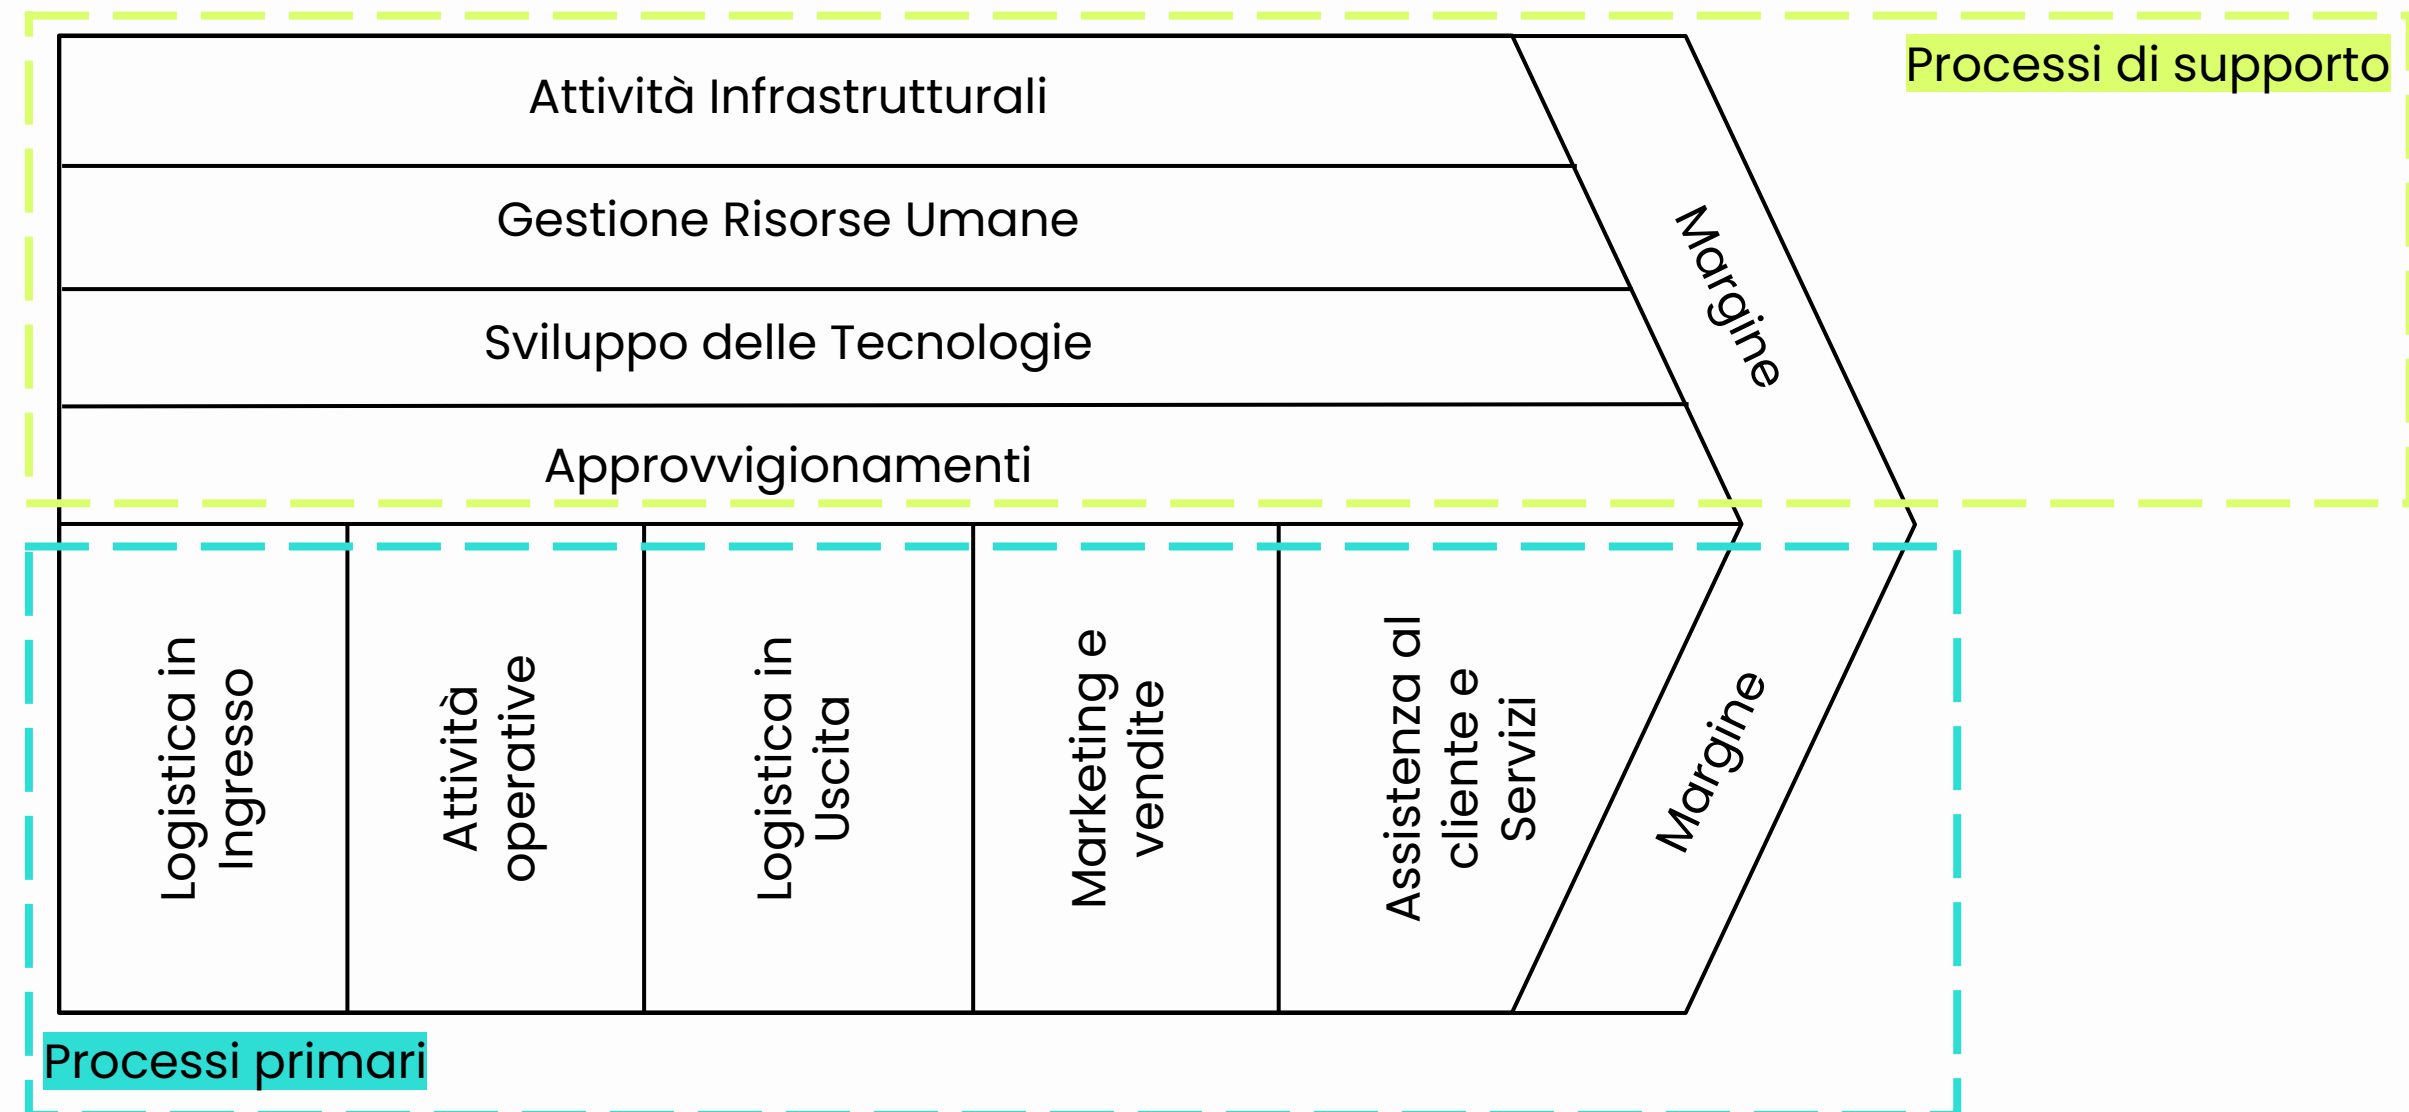 Processi di supporto
Attività Infrastrutturali
Gestione Risorse Umane
Sviluppo delle Tecnologie
Approvvigionamenti
Margine
Logistica in
Ingresso
Attività
operative
Logistica in
Uscita
Marketing e
vendite
Assistenza al
cliente e
Servizi
Margine
Processi primari